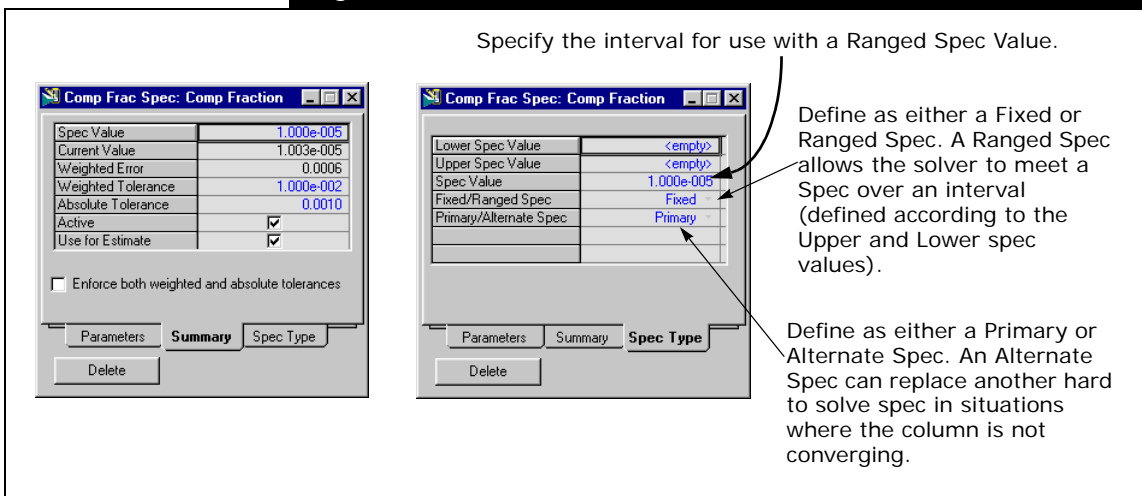 Specify the interval for use with a Ranged Spec Value.
Comp Frac Spec: Comp Fraction
Spec Value 1.000e-005
Current Value 1.003e-005
Weighted Error 0.0006
Weighted Tolerance 1.000e-002
Absolute Tolerance 0.0010
Active
Use for Estimate
Enforce both weighted and absolute tolerances
Parameters Summary Spec Type
Delete
Comp Frac Spec: Comp Fraction
Lower Spec Value <empty>
Upper Spec Value <empty>
Spec Value 1.000e-005
Fixed/Ranged Spec Fixed
Primary/Alternate Spec Primary
Parameters Summary Spec Type
Delete
Define as either a Fixed or
Ranged Spec. A Ranged Spec
allows the solver to meet a
Spec over an interval
(defined according to the
Upper and Lower spec
values).
Define as either a Primary or
Alternate Spec. An Alternate
Spec can replace another hard
to solve spec in situations
where the column is not
converging.